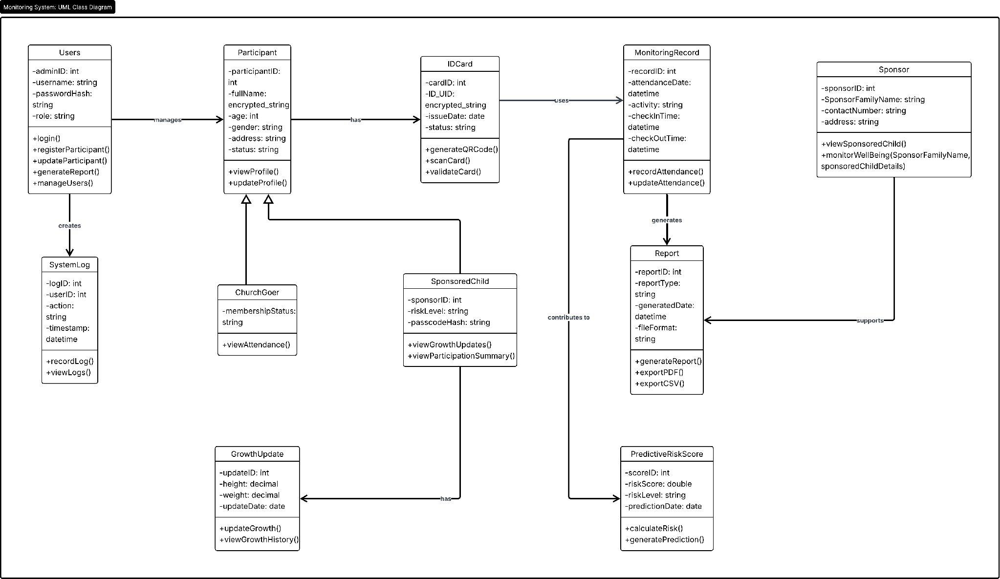 Monitoring System: UML Class Diagram
Users
-adminID: int
-username: string
-passwordHash:
string
-role: string
+login()
+registerParticipant()
+updateParticipant()
+generateReport()
+manageUsers()
manages
Participant
-participantID:
int
-fullName:
encrypted_string
-age: int
-gender: string
-address: string
-status: string
+viewProfile()
+updateProfile()
has
IDCard
-cardID: int
-ID_UID:
encrypted_string
-issueDate: date
-status: string
+generateQRCode()
+scanCard()
+validateCard()
uses
MonitoringRecord
-recordID: int
-attendanceDate:
datetime
-activity: string
-checkInTime:
datetime
-checkOutTime:
datetime
+recordAttendance()
+updateAttendance()
Sponsor
-sponsorID: int
-SponsorFamilyName: string
-contactNumber: string
-address: string
+viewSponsoredChild()
+monitorWellBeing(SponsorFamilyName,
sponsoredChildDetails)
creates
generates
SystemLog
-logID: int
-userID: int
-action:
string
-timestamp:
datetime
+recordLog()
+viewLogs()
ChurchGoer
-membershipStatus:
string
+viewAttendance()
SponsoredChild
-sponsorID: int
-riskLevel: string
-passcodeHash: string
+viewGrowthUpdates()
+viewParticipationSummary()
contributes to
Report
-reportID: int
-reportType:
string
-generatedDate:
datetime
-fileFormat:
string
+generateReport()
+exportPDF()
+exportCSV()
supports
GrowthUpdate
-updateID: int
-height: decimal
-weight: decimal
-updateDate: date
+updateGrowth()
+viewGrowthHistory()
has
PredictiveRiskScore
-scoreID: int
-riskScore: double
-riskLevel: string
-predictionDate: date
+calculateRisk()
+generatePrediction()